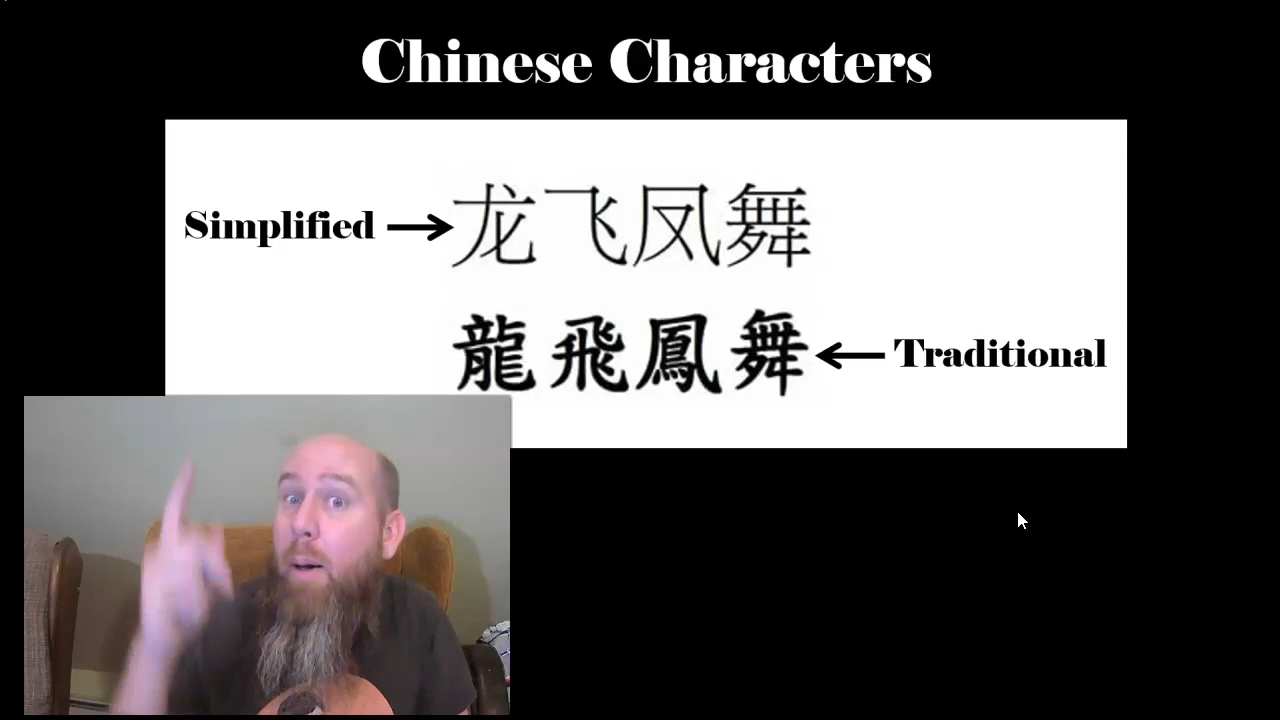 Chinese Characters
Simplified → 龙飞凤舞
龍飛鳳舞 ← Traditional